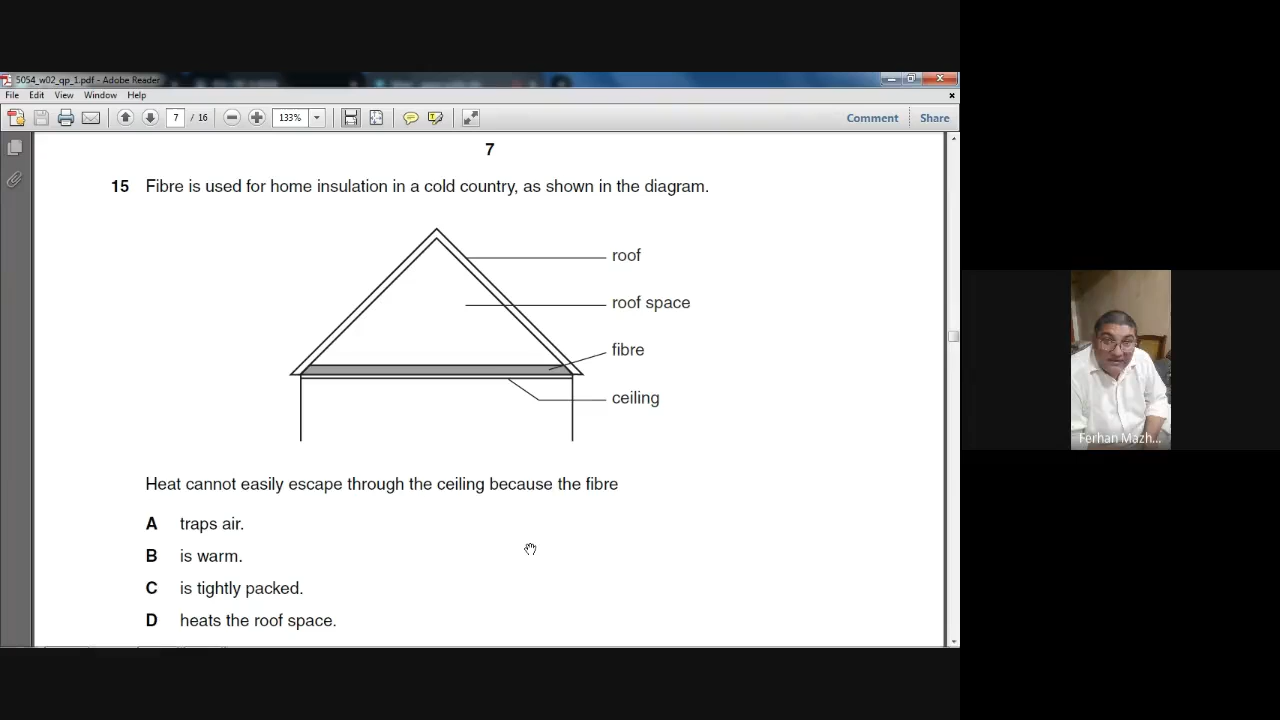 5054_w02_qp_1.pdf - Adobe Reader
File Edit View Window Help
7 / 16 133% Comment Share
7
15 Fibre is used for home insulation in a cold country, as shown in the diagram.
roof
roof space
fibre
ceiling
Heat cannot easily escape through the ceiling because the fibre
A traps air.
B is warm.
C is tightly packed.
D heats the roof space.
Ferhan Mazh...